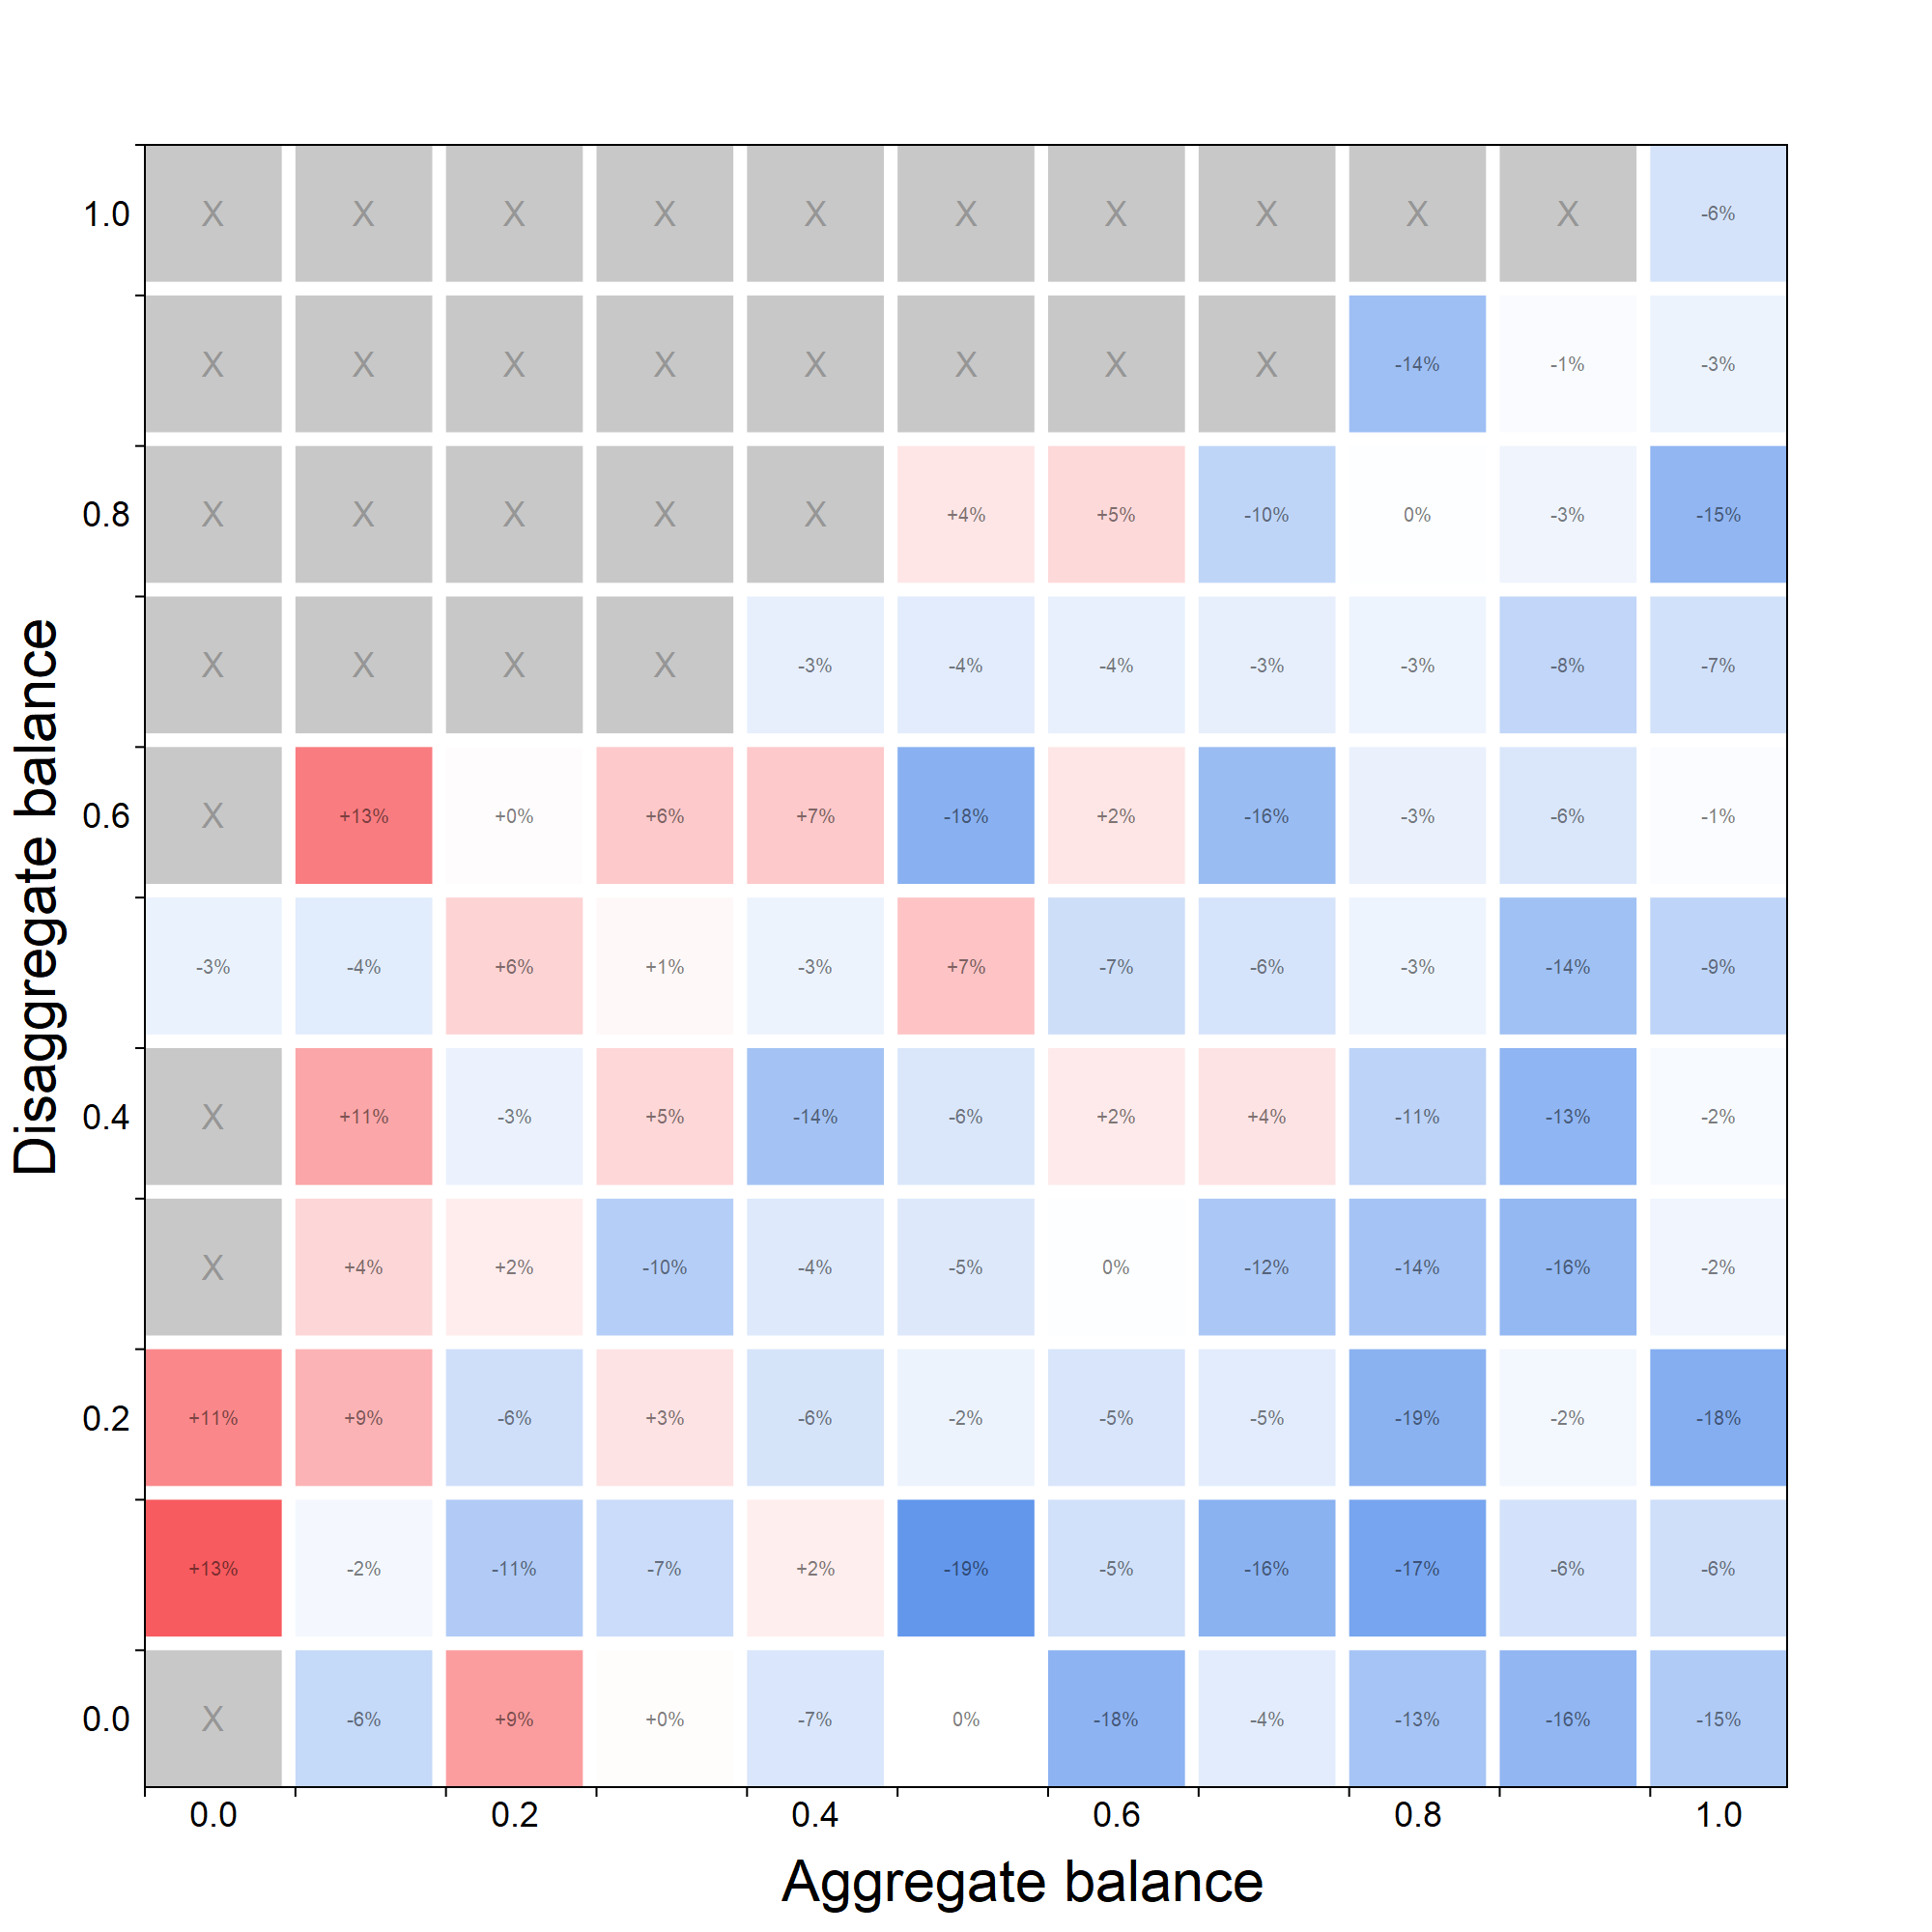 1.0 X X X X X X X X X X -6%
X X X X X X X X -14% -1% -3%
0.8 X X X X X +4% +5% -10% 0% -3% -15%
X X X X -3% -4% -4% -3% -3% -8% -7%
0.6 X +13% +0% +6% +7% -18% +2% -16% -3% -6% -1%
-3% -4% +6% +1% -3% +7% -7% -6% -3% -14% -9%
0.4 X +11% -3% +5% -14% -6% +2% +4% -11% -13% -2%
X +4% +2% -10% -4% -5% 0% -12% -14% -16% -2%
0.2 +11% +9% -6% +3% -6% -2% -5% -5% -19% -2% -18%
+13% -2% -11% -7% +2% -19% -5% -16% -17% -6% -6%
0.0 X -6% +9% +0% -7% 0% -18% -4% -13% -16% -15%
0.0 0.2 0.4 0.6 0.8 1.0
Aggregate balance
Disaggregate balance